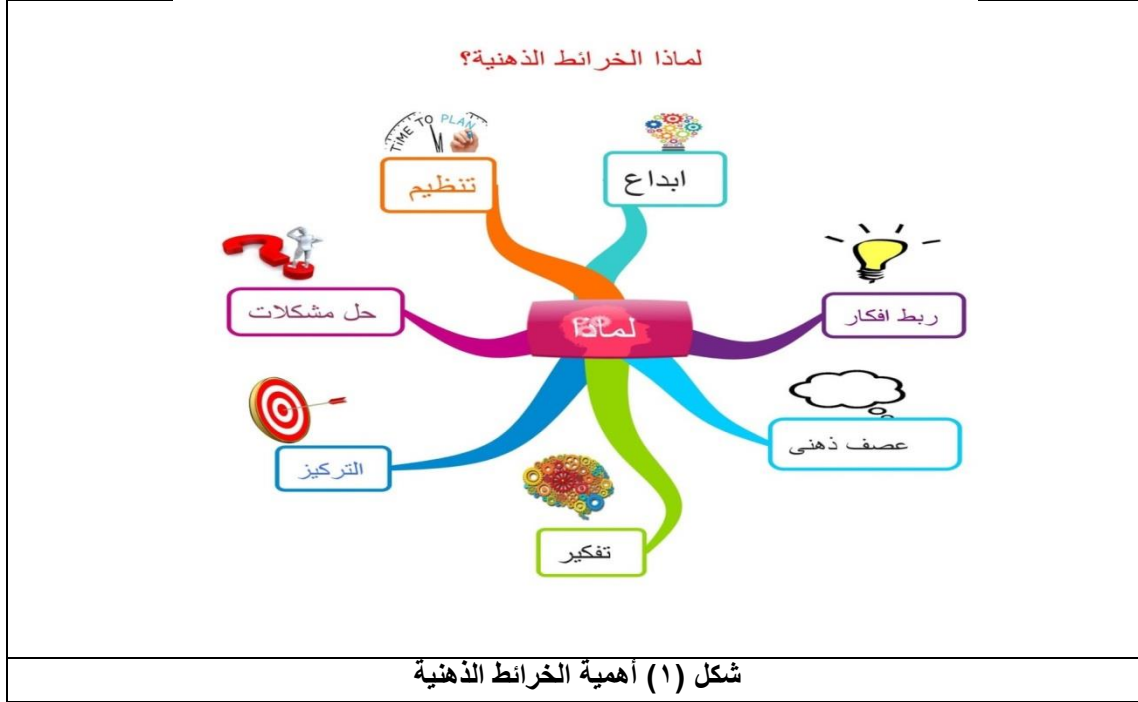 لماذا الخرائط الذهنية؟
TIME TO PLAN
ابداع
تنظيم
ربط افكار
حل مشكلات
لماذا
عصف ذهنى
التركيز
تفكير
شكل (١) أهمية الخرائط الذهنية